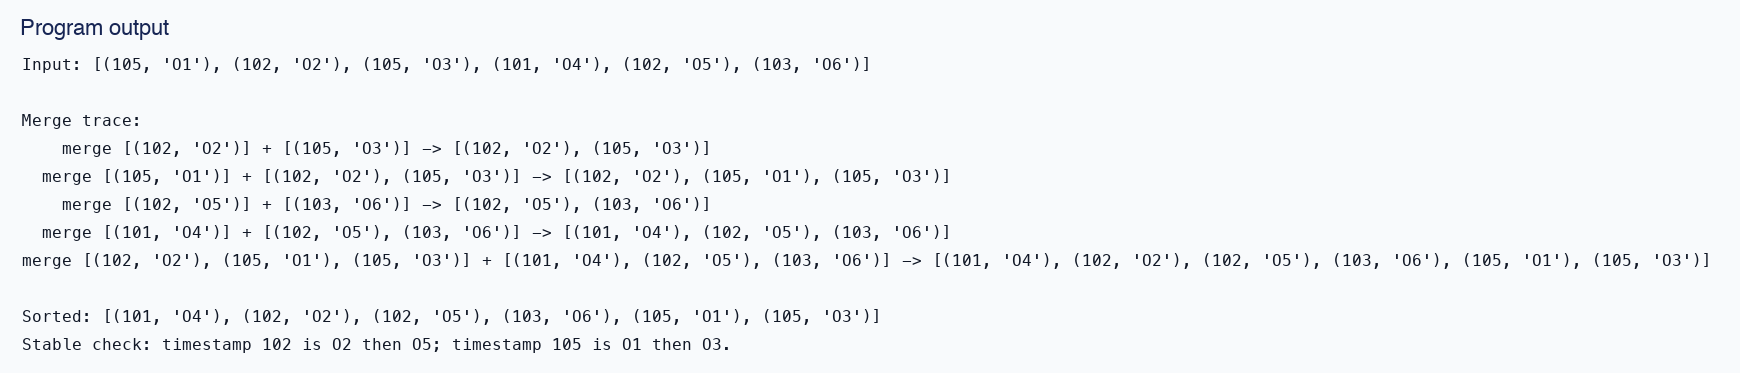 Program output
Input: [(105, 'O1'), (102, 'O2'), (105, 'O3'), (101, 'O4'), (102, 'O5'), (103, 'O6')]
Merge trace:
    merge [(102, 'O2')] + [(105, 'O3')] –> [(102, 'O2'), (105, 'O3')]
  merge [(105, 'O1')] + [(102, 'O2'), (105, 'O3')] –> [(102, 'O2'), (105, 'O1'), (105, 'O3')]
    merge [(102, 'O5')] + [(103, 'O6')] –> [(102, 'O5'), (103, 'O6')]
  merge [(101, 'O4')] + [(102, 'O5'), (103, 'O6')] –> [(101, 'O4'), (102, 'O5'), (103, 'O6')]
merge [(102, 'O2'), (105, 'O1'), (105, 'O3')] + [(101, 'O4'), (102, 'O5'), (103, 'O6')] –> [(101, 'O4'), (102, 'O2'), (102, 'O5'), (103, 'O6'), (105, 'O1'), (105, 'O3')]
Sorted: [(101, 'O4'), (102, 'O2'), (102, 'O5'), (103, 'O6'), (105, 'O1'), (105, 'O3')]
Stable check: timestamp 102 is O2 then O5; timestamp 105 is O1 then O3.